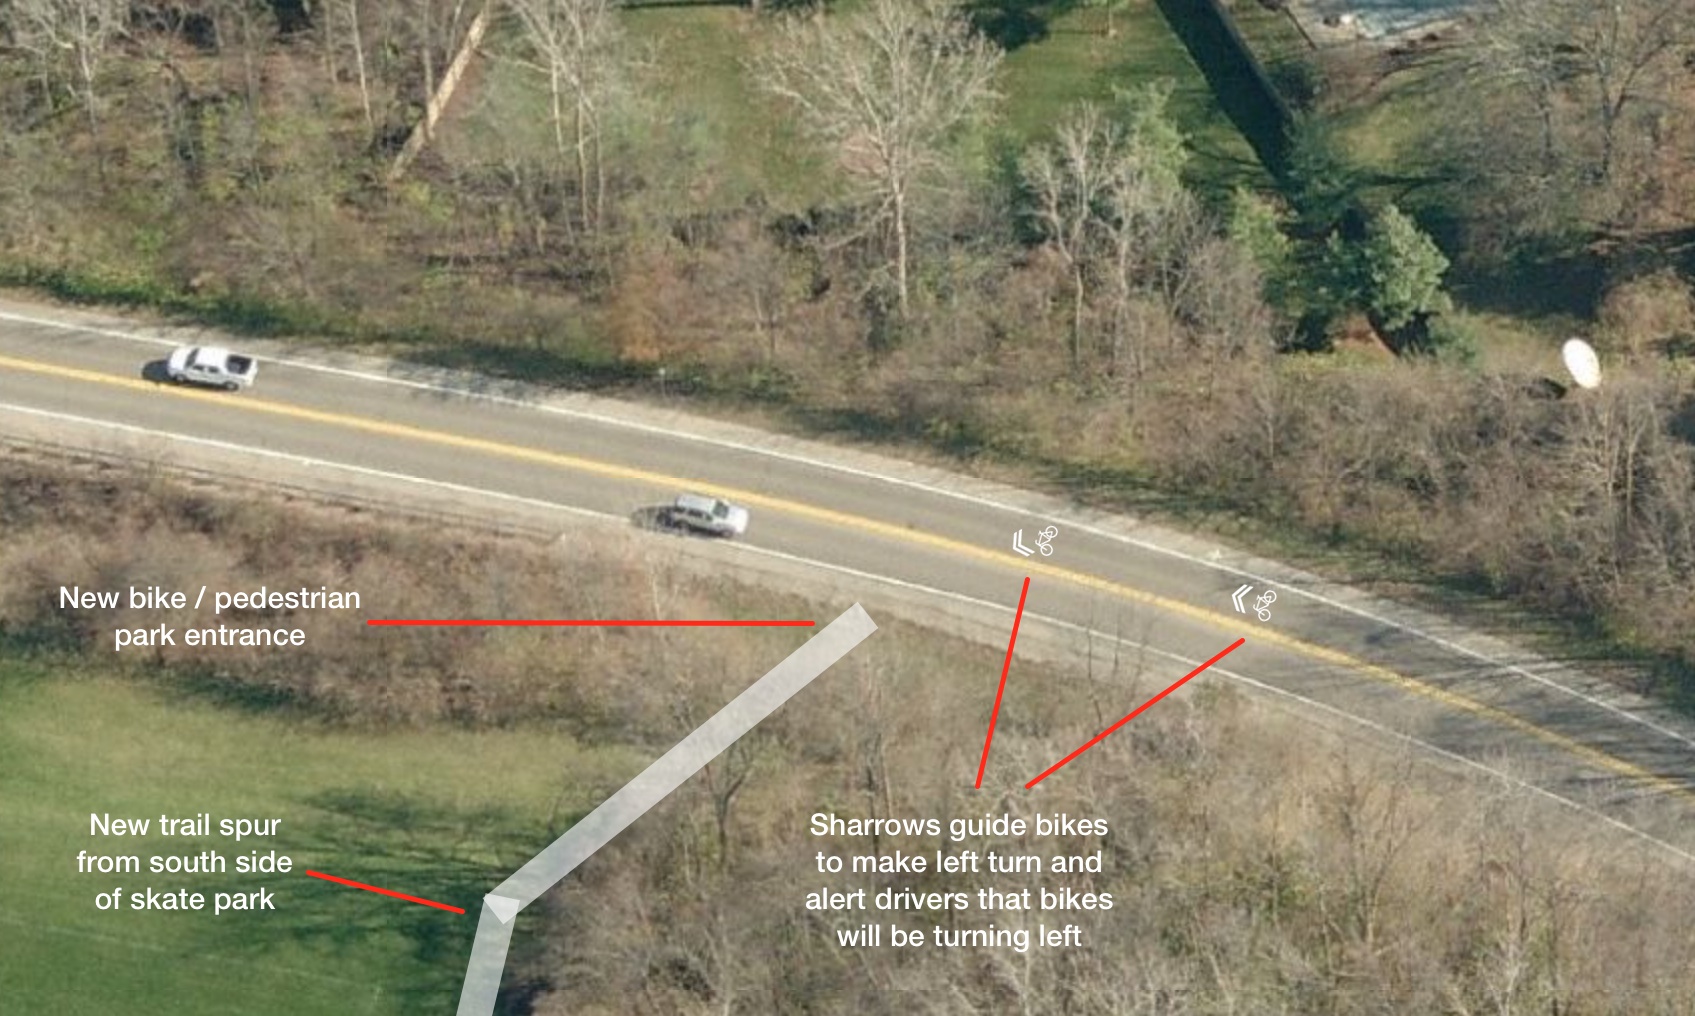 New bike / pedestrian
park entrance
New trail spur
from south side
of skate park
Sharrows guide bikes
to make left turn and
alert drivers that bikes
will be turning left